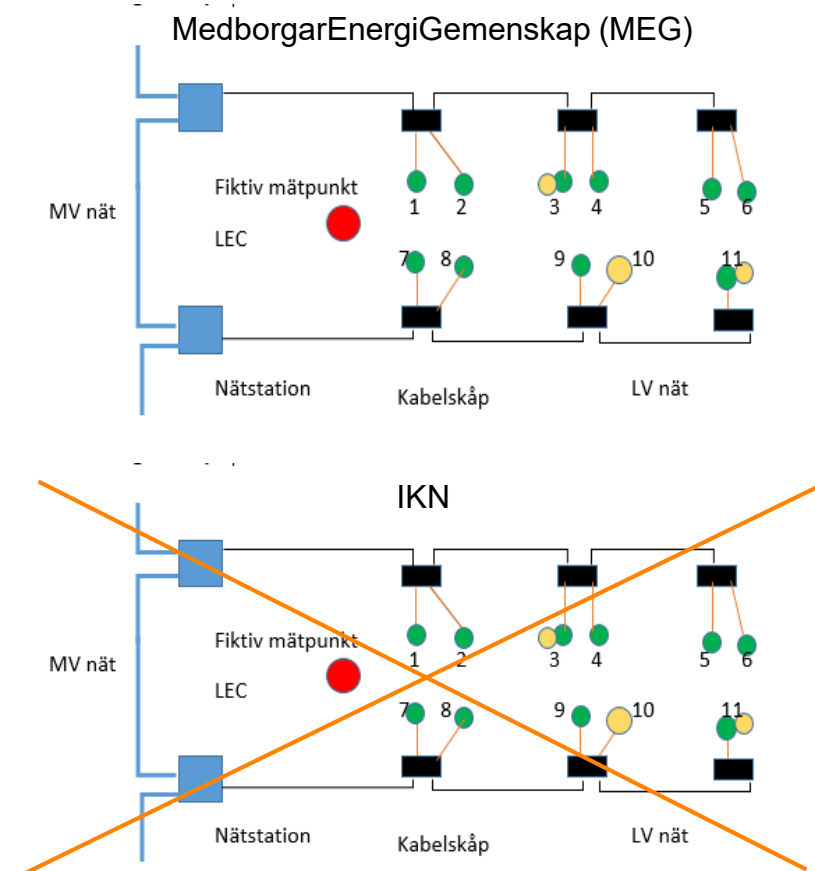 MedborgarEnergiGemenskap (MEG)
Fiktiv mätpunkt
MV nät
LEC
1 2 3 4 5 6
7 8 9 10 11
Nätstation
Kabelskåp
LV nät
IKN
Fiktiv mätpunkt
MV nät
LEC
1 2 3 4 5 6
7 8 9 10 11
Nätstation
Kabelskåp
LV nät